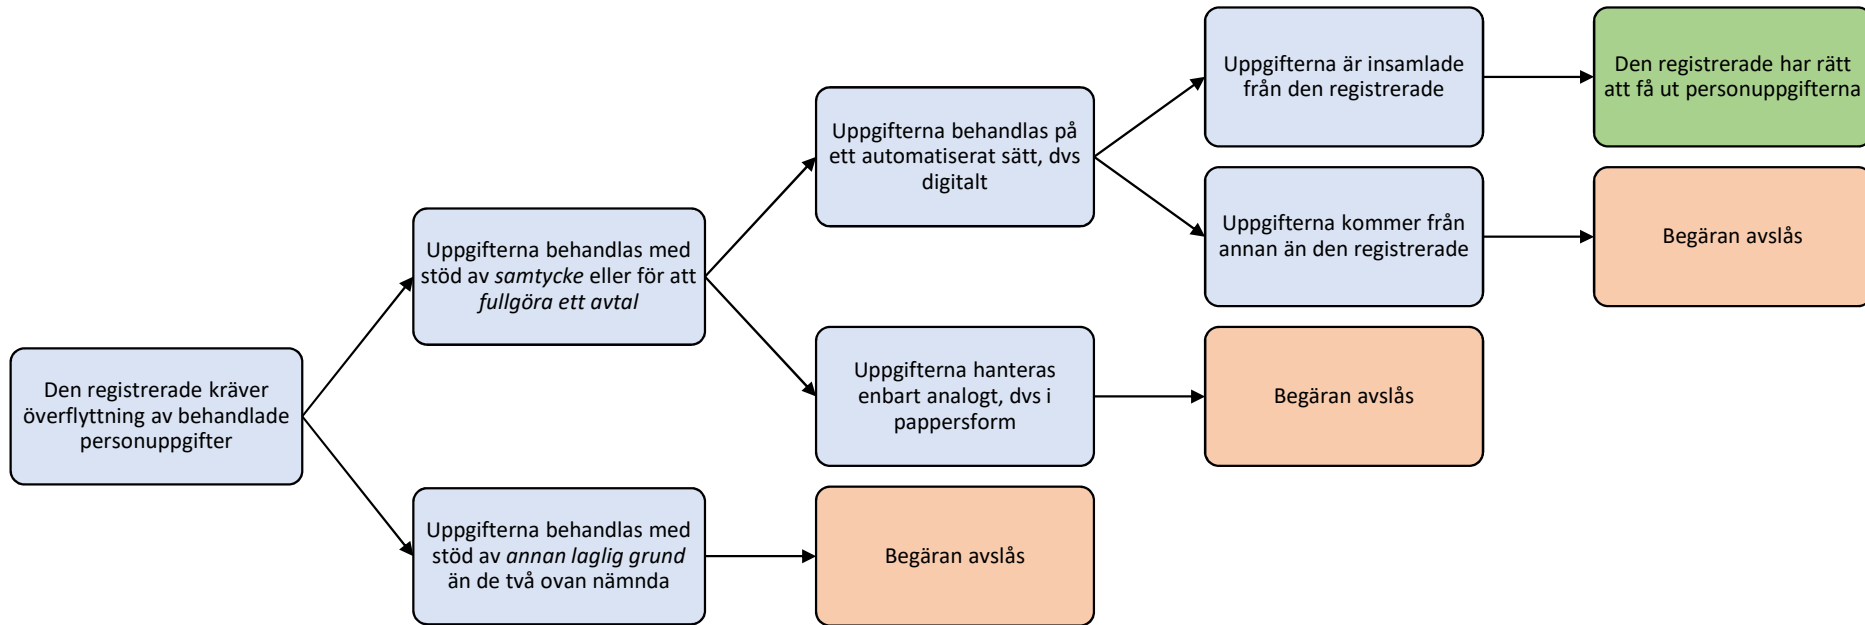 Den registrerade kräver
överflyttning av behandlade
personuppgifter
Uppgifterna behandlas med
stöd av samtycke eller för att
fullgöra ett avtal
Uppgifterna behandlas med
stöd av annan laglig grund
än de två ovan nämnda
Uppgifterna behandlas på
ett automatiserat sätt, dvs
digitalt
Uppgifterna hanteras
enbart analogt, dvs i
pappersform
Begäran avslås
Uppgifterna är insamlade
från den registrerade
Uppgifterna kommer från
annan än den registrerade
Begäran avslås
Den registrerade har rätt
att få ut personuppgifterna
Begäran avslås